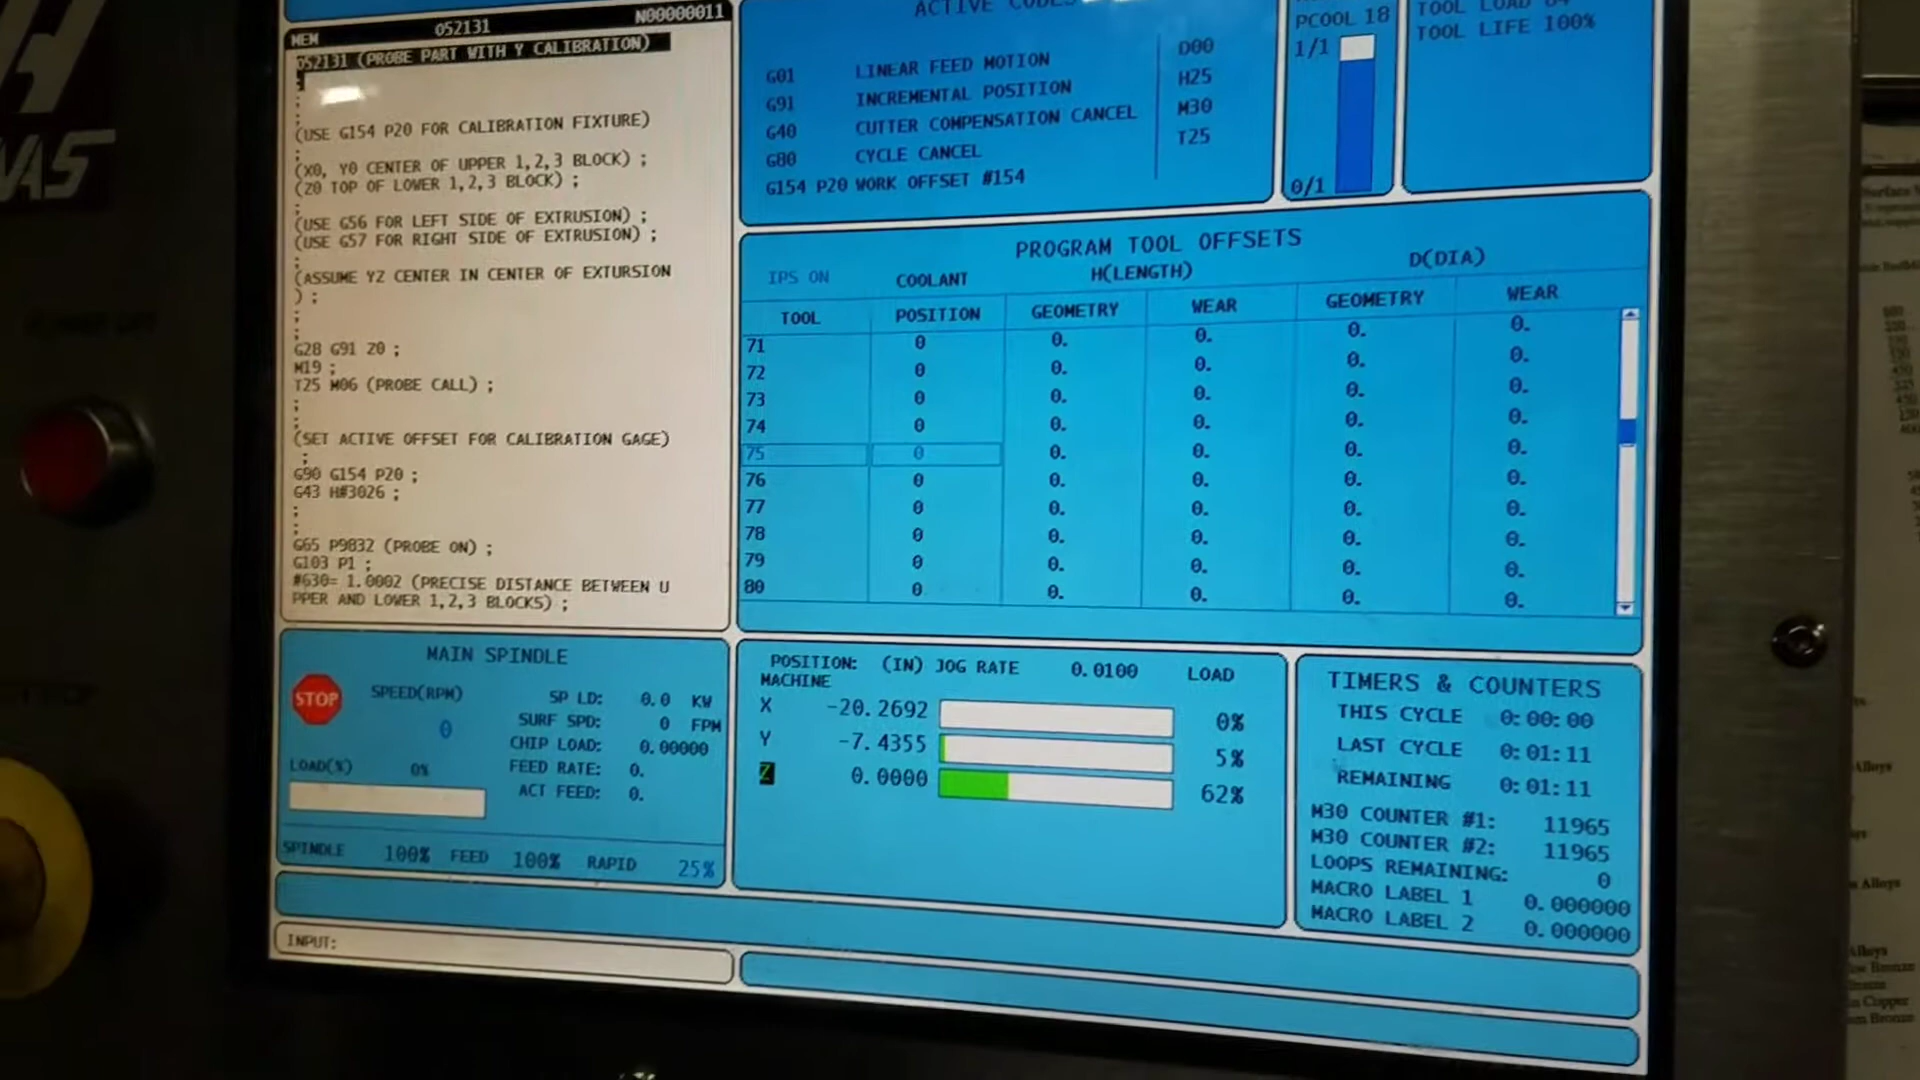 MEM O52131 N00000011
O52131 (PROBE PART WITH Y CALIBRATION)
;
;
;
(USE G154 P20 FOR CALIBRATION FIXTURE)
;
(X0, Y0 CENTER OF UPPER 1,2,3 BLOCK) ;
(Z0 TOP OF LOWER 1,2,3 BLOCK) ;
;
(USE G56 FOR LEFT SIDE OF EXTRUSION) ;
(USE G57 FOR RIGHT SIDE OF EXTRUSION) ;
;
(ASSUME YZ CENTER IN CENTER OF EXTURSION
) ;
;
;
G28 G91 Z0 ;
M19 ;
T25 M06 (PROBE CALL) ;
;
;
(SET ACTIVE OFFSET FOR CALIBRATION GAGE)
;
G90 G154 P20 ;
G43 H#3026 ;
;
;
G65 P9832 (PROBE ON) ;
G103 P1 ;
#630= 1.0002 (PRECISE DISTANCE BETWEEN U
PPER AND LOWER 1,2,3 BLOCKS) ;
ACTIVE CODES
G01 LINEAR FEED MOTION D00
G91 INCREMENTAL POSITION H25
G40 CUTTER COMPENSATION CANCEL M30
G80 CYCLE CANCEL T25
G154 P20 WORK OFFSET #154
PCOOL 18
1/1
0/1
TOOL LOAD
TOOL LIFE 100%
PROGRAM TOOL OFFSETS
IPS ON COOLANT H(LENGTH) D(DIA)
TOOL POSITION GEOMETRY WEAR GEOMETRY WEAR
71 0 0. 0. 0. 0.
72 0 0. 0. 0. 0.
73 0 0. 0. 0. 0.
74 0 0. 0. 0. 0.
75 0 0. 0. 0. 0.
76 0 0. 0. 0. 0.
77 0 0. 0. 0. 0.
78 0 0. 0. 0. 0.
79 0 0. 0. 0. 0.
80 0 0. 0. 0. 0.
MAIN SPINDLE
STOP
SPEED(RPM)
0
LOAD(%) 0%
SP LD: 0.0 KW
SURF SPD: 0 FPM
CHIP LOAD: 0.00000
FEED RATE: 0.
ACT FEED: 0.
SPINDLE 100% FEED 100% RAPID 25%
POSITION: (IN) JOG RATE 0.0100 LOAD
MACHINE
X -20.2692 0%
Y -7.4355 5%
Z 0.0000 62%
TIMERS & COUNTERS
THIS CYCLE 0:00:00
LAST CYCLE 0:01:11
REMAINING 0:01:11
M30 COUNTER #1: 11965
M30 COUNTER #2: 11965
LOOPS REMAINING: 0
MACRO LABEL 1 0.000000
MACRO LABEL 2 0.000000
INPUT: